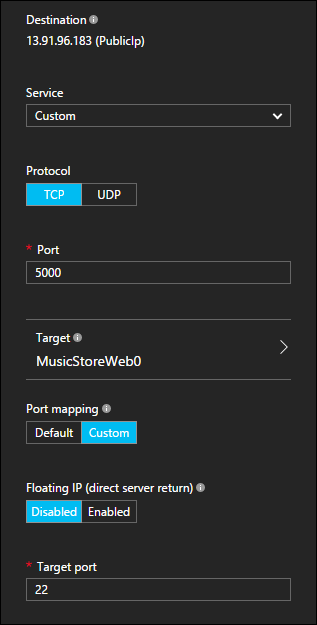 Destination
13.91.96.183 (PublicIp)
Service
Custom
Protocol
TCP UDP
* Port
5000
Target
MusicStoreWeb0
Port mapping
Default Custom
Floating IP (direct server return)
Disabled Enabled
* Target port
22